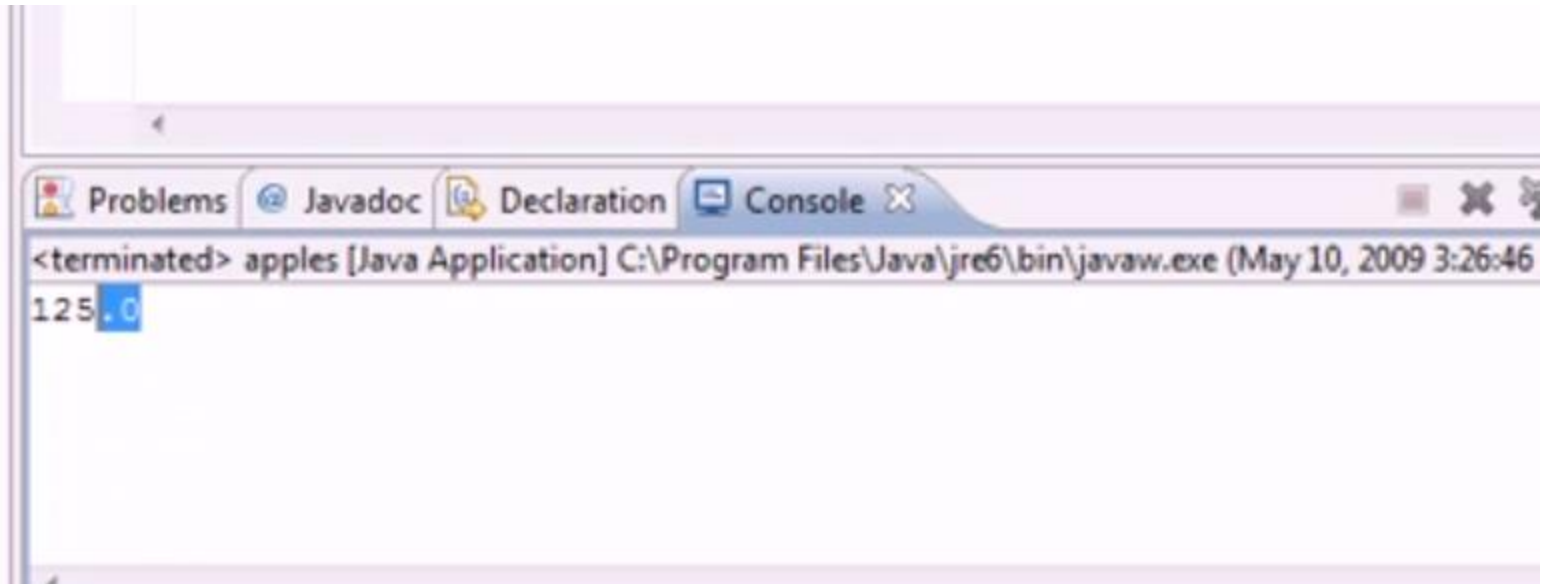 Problems @ Javadoc Declaration Console
<terminated> apples [Java Application] C:\Program Files\Java\jre6\bin\javaw.exe (May 10, 2009 3:26:46
125.0